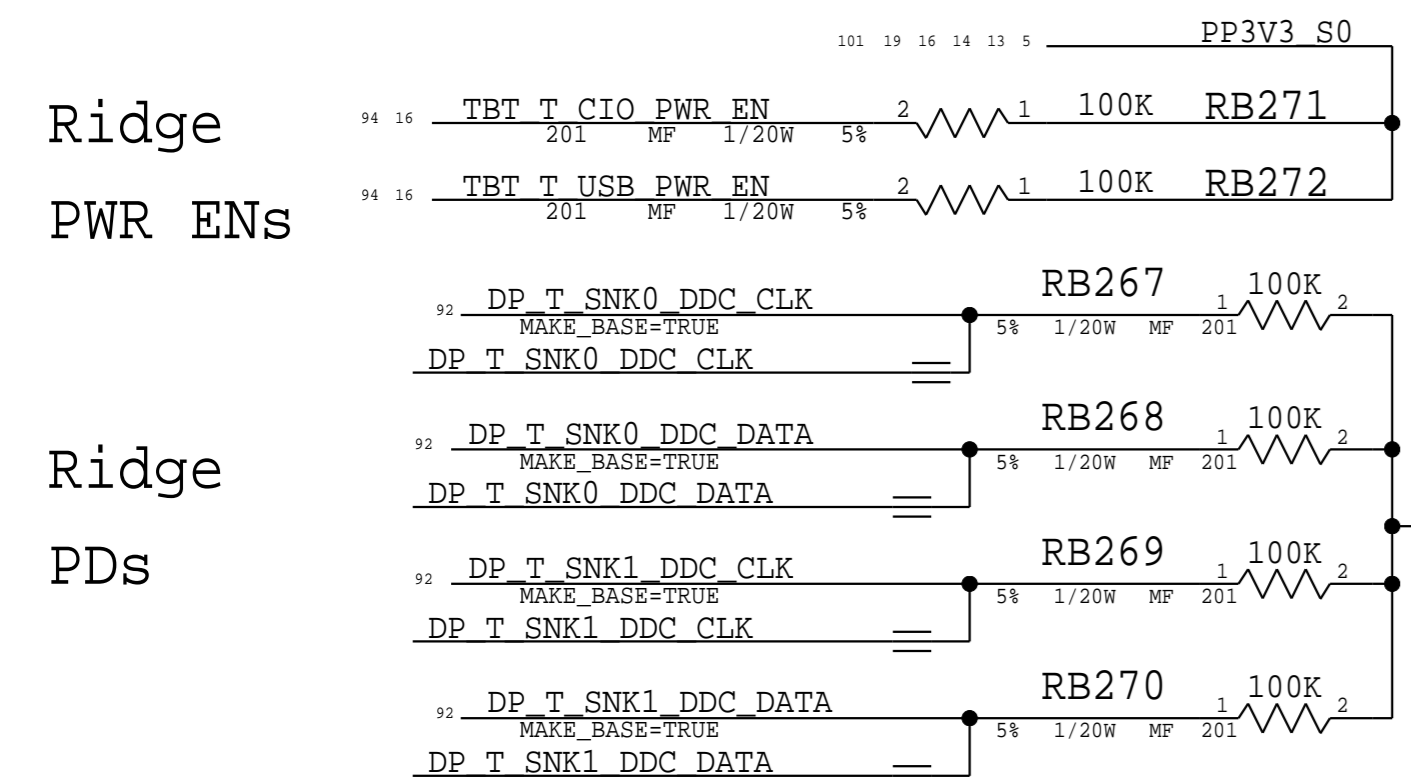 101 19 16 14 13 5 PP3V3_S0
Ridge
PWR ENs
94 16 TBT_T_CIO_PWR_EN 2 1 100K RB271
201 MF 1/20W 5%
94 16 TBT_T_USB_PWR_EN 2 1 100K RB272
201 MF 1/20W 5%
92 DP_T_SNK0_DDC_CLK RB267 1 100K 2
MAKE_BASE=TRUE 5% 1/20W MF 201
DP_T_SNK0_DDC_CLK
Ridge
PDs
92 DP_T_SNK0_DDC_DATA RB268 1 100K 2
MAKE_BASE=TRUE 5% 1/20W MF 201
DP_T_SNK0_DDC_DATA
92 DP_T_SNK1_DDC_CLK RB269 1 100K 2
MAKE_BASE=TRUE 5% 1/20W MF 201
DP_T_SNK1_DDC_CLK
92 DP_T_SNK1_DDC_DATA RB270 1 100K 2
MAKE_BASE=TRUE 5% 1/20W MF 201
DP_T_SNK1_DDC_DATA